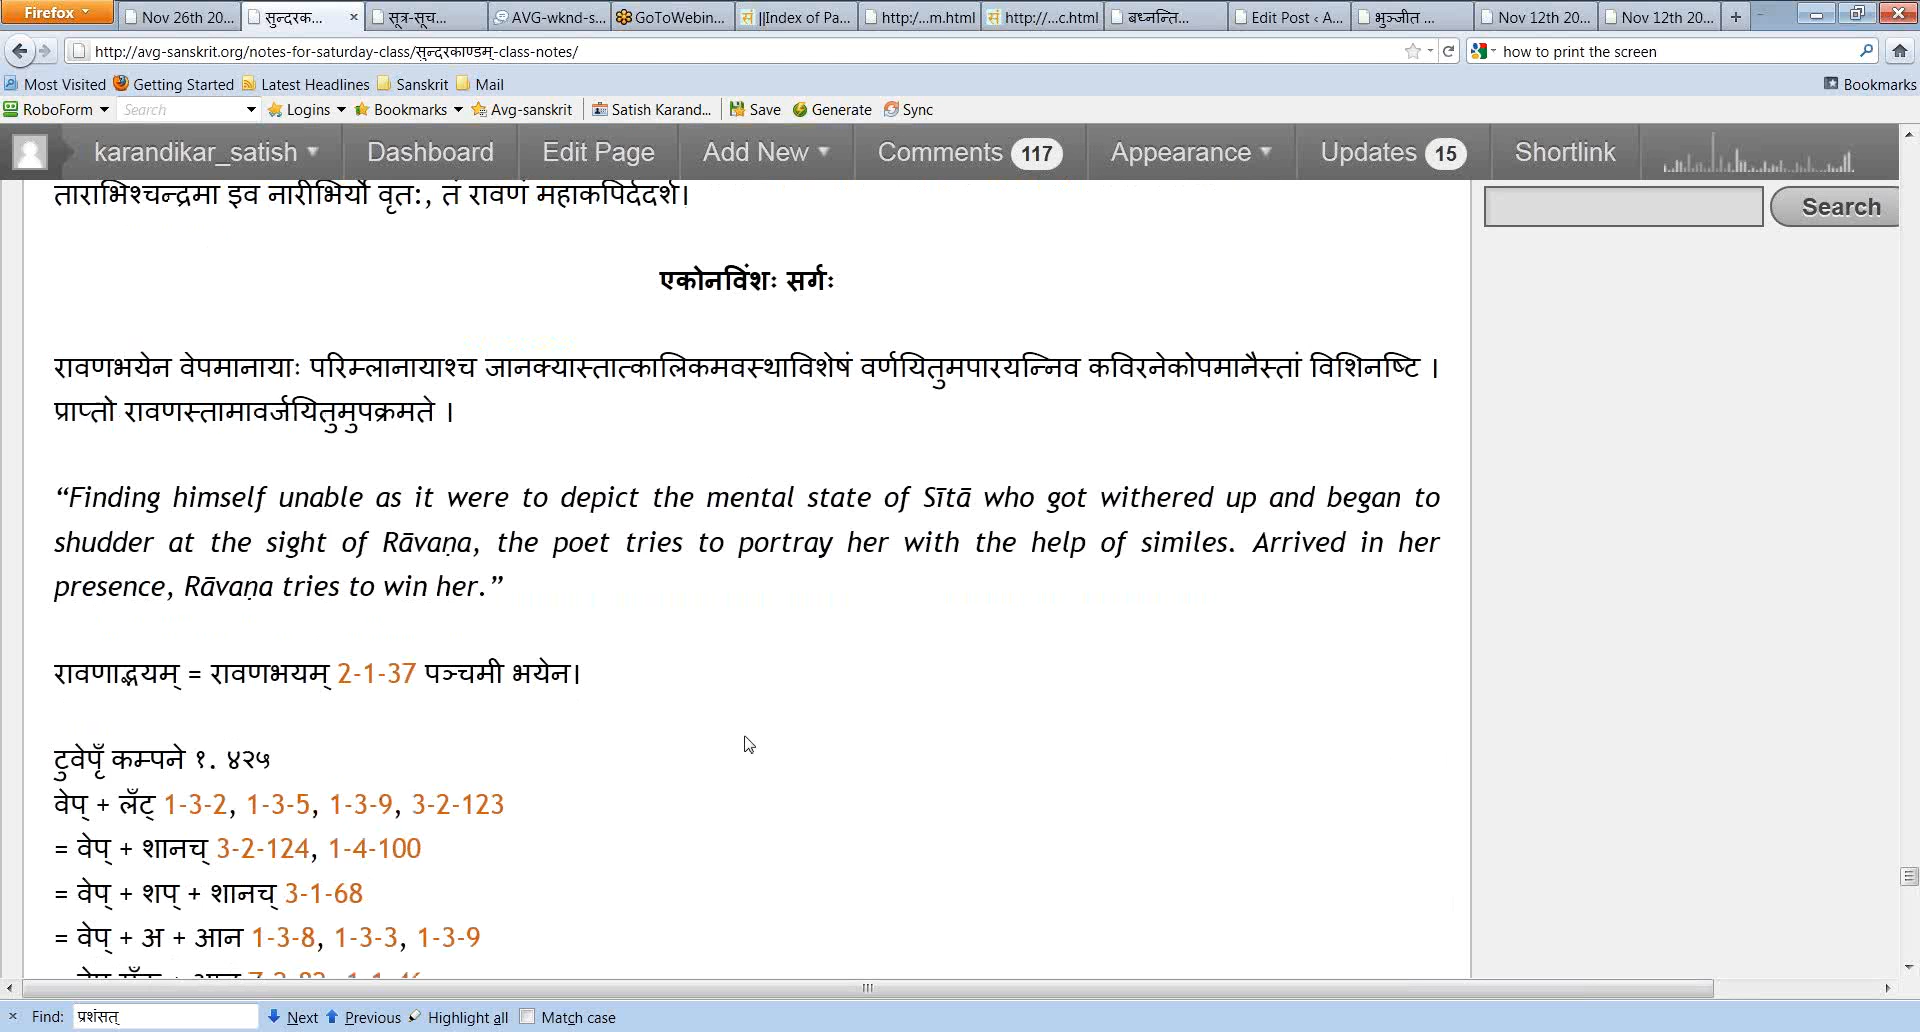 Firefox
Nov 26th 20...
सुन्दरक...
सूत्र-सूच...
AVG-wknd-s...
GoToWebin...
||Index of Pa...
http:/...m.html
http://...c.html
बध्नन्ति...
Edit Post ‹ A...
भुञ्जीत ...
Nov 12th 20...
Nov 12th 20...
http://avg-sanskrit.org/notes-for-saturday-class/सुन्दरकाण्डम्-class-notes/
how to print the screen
Most Visited Getting Started Latest Headlines Sanskrit Mail Bookmarks
RoboForm Search Logins Bookmarks Avg-sanskrit Satish Karand... Save Generate Sync
karandikar_satish Dashboard Edit Page Add New Comments 117 Appearance Updates 15 Shortlink
ताराभिश्चन्द्रमा इव नारीभिर्यो वृत:, तं रावणं महाकपिर्ददर्श।
Search
एकोनविंशः सर्गः
रावणभयेन वेपमानायाः परिम्लानायाश्च जानक्यास्तात्कालिकमवस्थाविशेषं वर्णयितुमपारयन्निव कविरनेकोपमानैस्तां विशिनष्टि ।
प्राप्तो रावणस्तामावर्जयितुमुपक्रमते ।
“Finding himself unable as it were to depict the mental state of Sītā who got withered up and began to
shudder at the sight of Rāvaṇa, the poet tries to portray her with the help of similes. Arrived in her
presence, Rāvaṇa tries to win her.”
रावणाद्भयम् = रावणभयम् 2-1-37 पञ्चमी भयेन।
टुवेपृँ कम्पने १. ४२५
वेप् + लँट् 1-3-2, 1-3-5, 1-3-9, 3-2-123
= वेप् + शानच् 3-2-124, 1-4-100
= वेप् + शप् + शानच् 3-1-68
= वेप् + अ + आन 1-3-8, 1-3-3, 1-3-9
Find: प्रशंसत् Next Previous Highlight all Match case